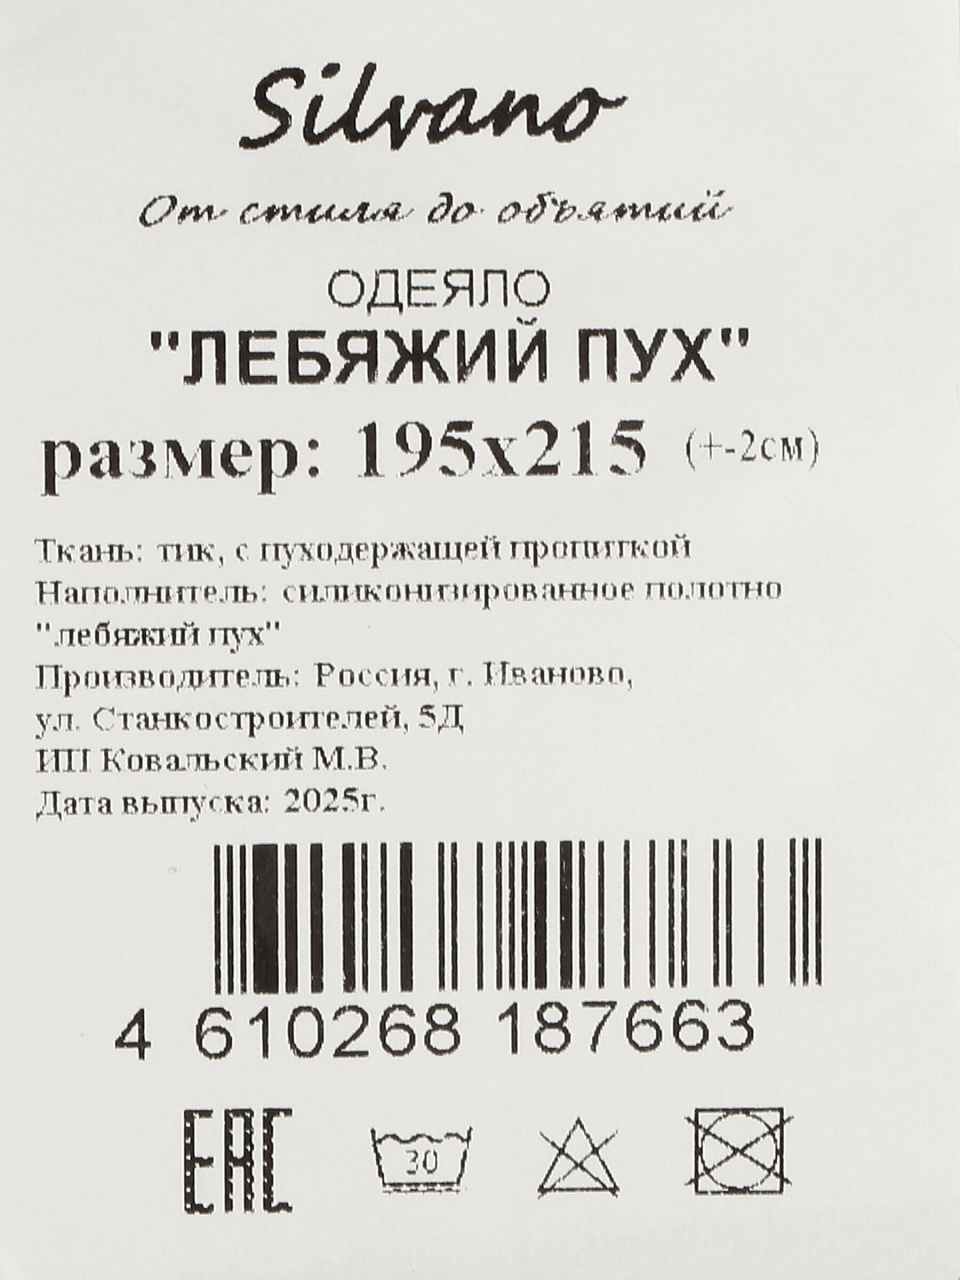 Silvano
От стиля до объятий
ОДЕЯЛО
"ЛЕБЯЖИЙ ПУХ"
размер: 195х215 (+-2см)
Ткань: тик, с пуходержащей пропиткой
Наполнитель: силиконизированное полотно
"лебяжий пух"
Производитель: Россия, г. Иваново,
ул. Станкостроителей, 5Д
ИП Ковальский М.В.
Дата выпуска: 2025г.
4 610268 187663
EAC 30